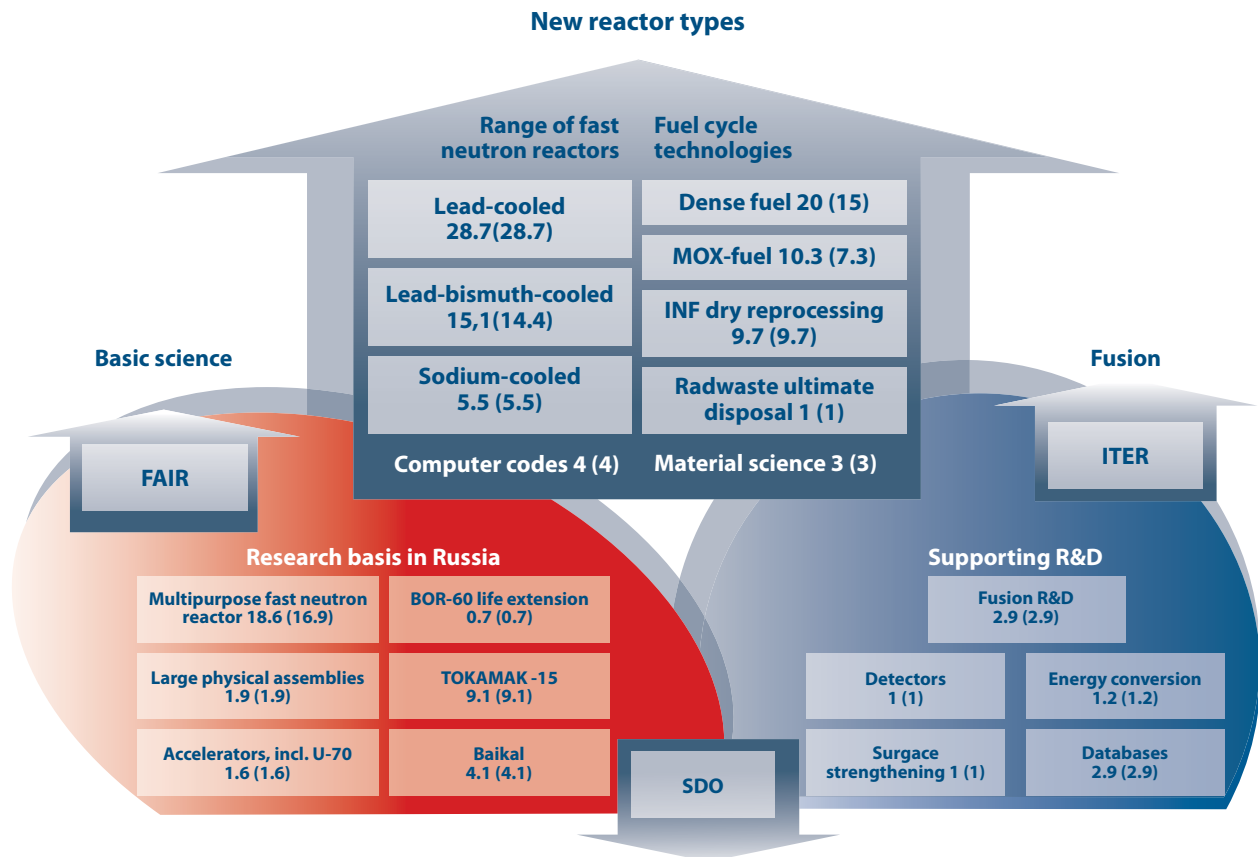 New reactor types
Range of fast
neutron reactors
Lead-cooled
28.7(28.7)
Lead-bismuth-cooled
15,1(14.4)
Sodium-cooled
5.5 (5.5)
Computer codes 4 (4)
Fuel cycle
technologies
Dense fuel 20 (15)
MOX-fuel 10.3 (7.3)
INF dry reprocessing
9.7 (9.7)
Radwaste ultimate
disposal 1 (1)
Material science 3 (3)
Basic science
FAIR
Research basis in Russia
Multipurpose fast neutron
reactor 18.6 (16.9)
BOR-60 life extension
0.7 (0.7)
Large physical assemblies
1.9 (1.9)
TOKAMAK -15
9.1 (9.1)
Accelerators, incl. U-70
1.6 (1.6)
Baikal
4.1 (4.1)
Fusion
ITER
Supporting R&D
Fusion R&D
2.9 (2.9)
Detectors
1 (1)
Energy conversion
1.2 (1.2)
Surgace
strengthening 1 (1)
Databases
2.9 (2.9)
SDO